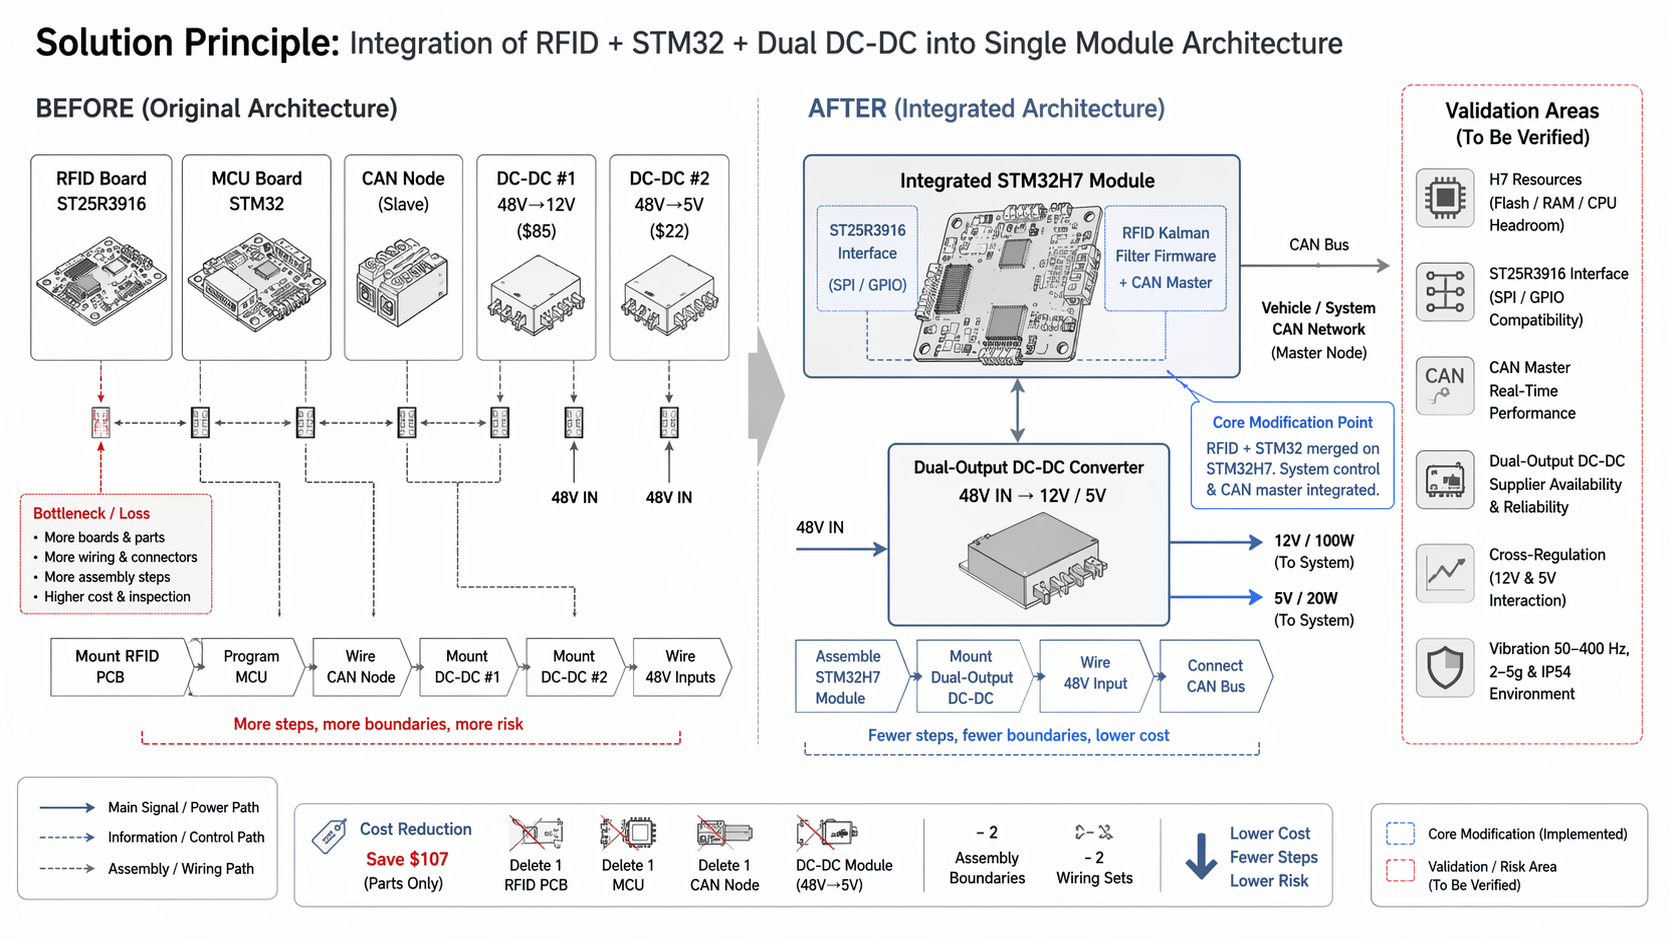 Solution Principle: Integration of RFID + STM32 + Dual DC-DC into Single Module Architecture
BEFORE (Original Architecture)
RFID Board
ST25R3916
MCU Board
STM32
CAN Node
(Slave)
DC-DC #1
48V→12V
($85)
DC-DC #2
48V→5V
($22)
48V IN
48V IN
Bottleneck / Loss
• More boards & parts
• More wiring & connectors
• More assembly steps
• Higher cost & inspection
Mount RFID
PCB
Program
MCU
Wire
CAN Node
Mount
DC-DC #1
Mount
DC-DC #2
Wire
48V Inputs
More steps, more boundaries, more risk
AFTER (Integrated Architecture)
Integrated STM32H7 Module
ST25R3916
Interface
(SPI / GPIO)
RFID Kalman
Filter Firmware
+ CAN Master
CAN Bus
Vehicle / System
CAN Network
(Master Node)
Core Modification Point
RFID + STM32 merged on
STM32H7. System control
& CAN master integrated.
Dual-Output DC-DC Converter
48V IN → 12V / 5V
48V IN
12V / 100W
(To System)
5V / 20W
(To System)
Assemble
STM32H7
Module
Mount
Dual-Output
DC-DC
Wire
48V Input
Connect
CAN Bus
Fewer steps, fewer boundaries, lower cost
Validation Areas
(To Be Verified)
H7 Resources
(Flash / RAM / CPU
Headroom)
ST25R3916 Interface
(SPI / GPIO
Compatibility)
CAN
CAN Master
Real-Time
Performance
Dual-Output DC-DC
Supplier Availability
& Reliability
Cross-Regulation
(12V & 5V
Interaction)
Vibration 50–400 Hz,
2–5g & IP54
Environment
Main Signal / Power Path
Information / Control Path
Assembly / Wiring Path
Cost Reduction
Save $107
(Parts Only)
Delete 1
RFID PCB
Delete 1
MCU
Delete 1
CAN Node
DC-DC Module
(48V→5V)
– 2
Assembly
Boundaries
– 2
Wiring Sets
Lower Cost
Fewer Steps
Lower Risk
Core Modification (Implemented)
Validation / Risk Area
(To Be Verified)